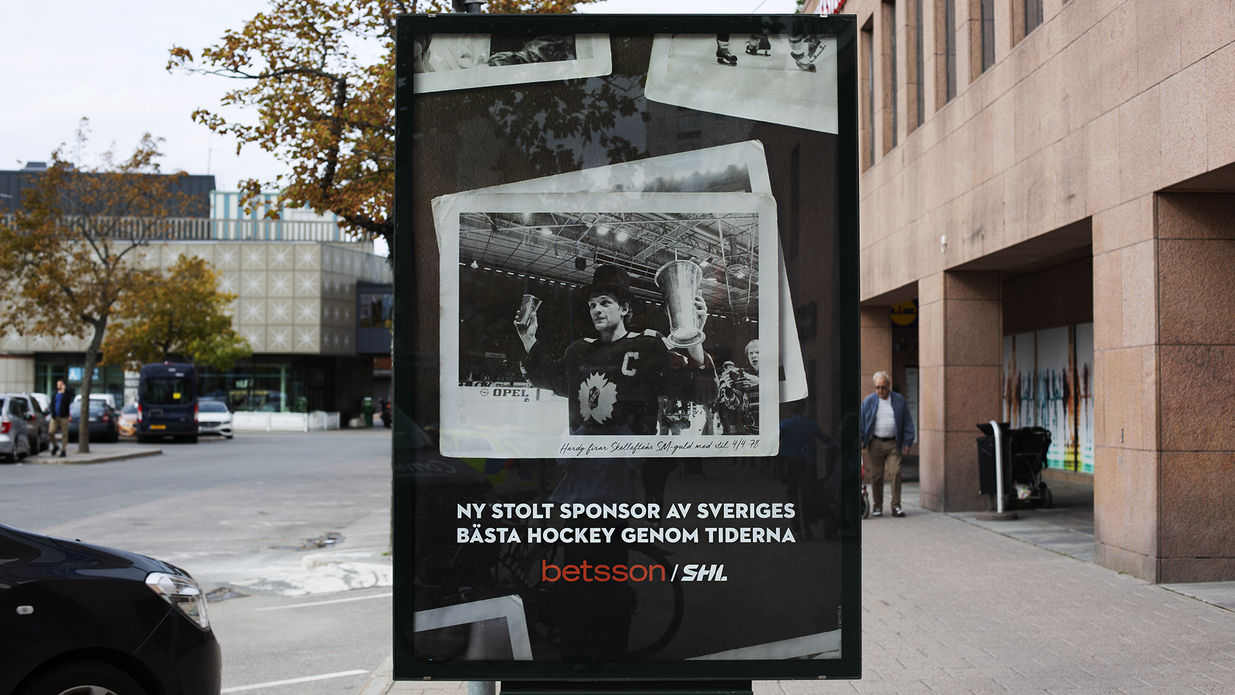 C
OPEL
Hardy firar Skellefteås SM-guld med stil 4/4-78
NY STOLT SPONSOR AV SVERIGES
BÄSTA HOCKEY GENOM TIDERNA
betsson / SHL